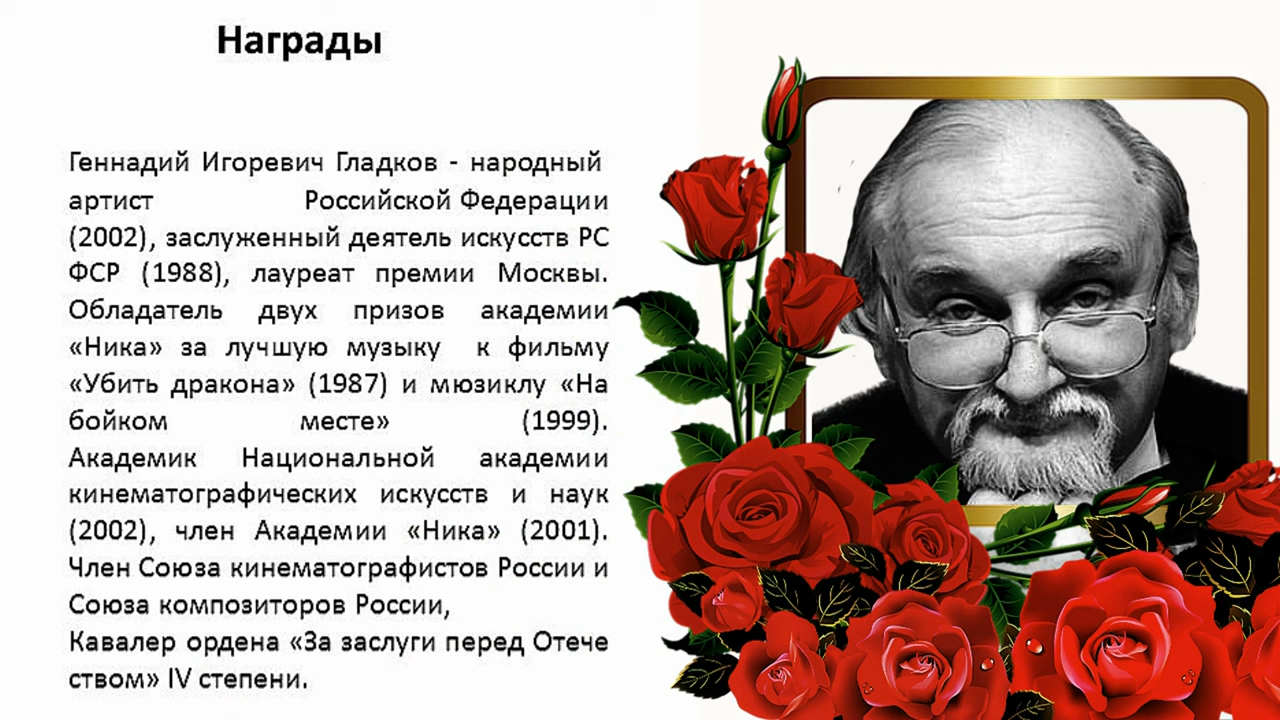 Награды
Геннадий Игоревич Гладков - народный
артист Российской Федерации
(2002), заслуженный деятель искусств РС
ФСР (1988), лауреат премии Москвы.
Обладатель двух призов академии
«Ника» за лучшую музыку к фильму
«Убить дракона» (1987) и мюзиклу «На
бойком месте» (1999).
Академик Национальной академии
кинематографических искусств и наук
(2002), член Академии «Ника» (2001).
Член Союза кинематографистов России и
Союза композиторов России,
Кавалер ордена «За заслуги перед Отече
ством» IV степени.